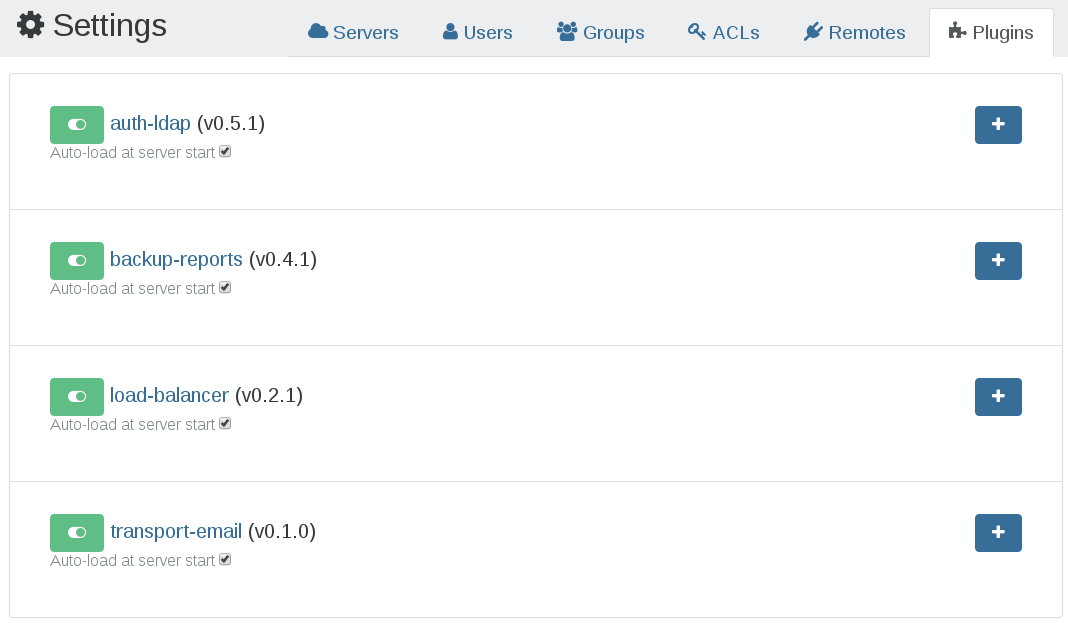 Settings
Servers Users Groups ACLs Remotes Plugins
auth-ldap (v0.5.1)
Auto-load at server start
backup-reports (v0.4.1)
Auto-load at server start
load-balancer (v0.2.1)
Auto-load at server start
transport-email (v0.1.0)
Auto-load at server start